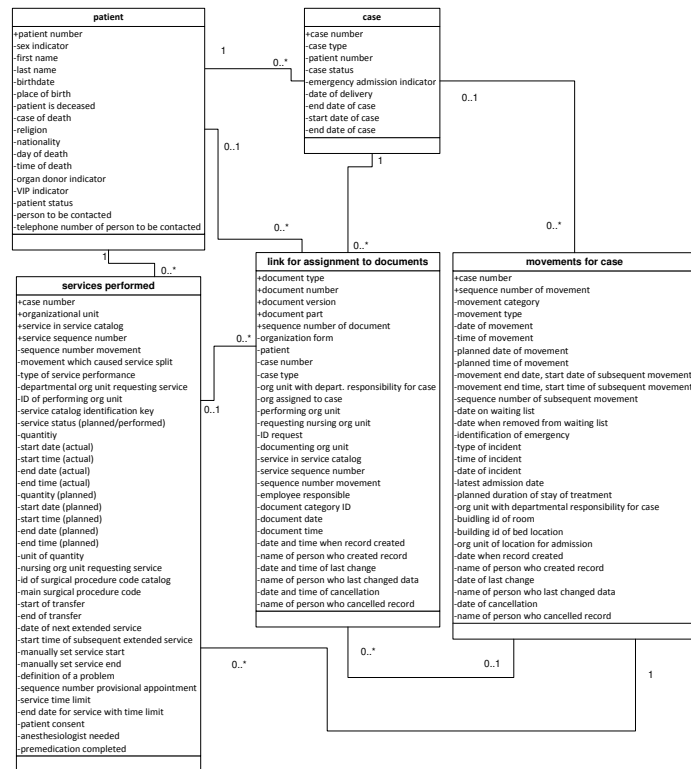 patient
+patient number
-sex indicator
-first name
-last name
-birthdate
-place of birth
-patient is deceased
-case of death
-religion
-nationality
-day of death
-time of death
-organ donor indicator
-VIP indicator
-patient status
-person to be contacted
-telephone number of person to be contacted
case
+case number
-case type
-patient number
-case status
-emergency admission indicator
-date of delivery
-end date of case
-start date of case
-end date of case
1
0..*
0..1
0..1
1
0..*
0..*
0..*
1
0..*
services performed
+case number
+organizational unit
+service in service catalog
+service sequence number
-sequence number movement
-movement which caused service split
-type of service performance
-departmental org unit requesting service
-ID of performing org unit
-service catalog identification key
-service status (planned/performed)
-quantitiy
-start date (actual)
-start time (actual)
-end date (actual)
-end time (actual)
-quantity (planned)
-start date (planned)
-start time (planned)
-end date (planned)
-end time (planned)
-unit of quantity
-nursing org unit requesting service
-id of surgical procedure code catalog
-main surgical procedure code
-start of transfer
-end of transfer
-date of next extended service
-start time of subsequent extended service
-manually set service start
-manually set service end
-definition of a problem
-sequence number provisional appointment
-service time limit
-end date for service with time limit
-patient consent
-anesthesiologist needed
-premedication completed
0..*
0..1
link for assignment to documents
+document type
+document number
+document version
+document part
+sequence number of document
-organization form
-patient
-case number
-case type
-org unit with depart. responsibility for case
-org assigned to case
-performing org unit
-requesting nursing org unit
-ID request
-documenting org unit
-service in service catalog
-service sequence number
-sequence number movement
-employee responsible
-document category ID
-document date
-document time
-date and time when record created
-name of person who created record
-date and time of last change
-name of person who last changed data
-date and time of cancellation
-name of person who cancelled record
movements for case
+case number
+sequence number of movement
-movement category
-movement type
-date of movement
-time of movement
-planned date of movement
-planned time of movement
-movement end date, start date of subsequent movement
-movement end time, start time of subsequent movement
-sequence number of subsequent movement
-date on waiting list
-date when removed from waiting list
-identification of emergency
-type of incident
-time of incident
-date of incident
-latest admission date
-planned duration of stay of treatment
-org unit with departmental responsibility for case
-buidling id of room
-building id of bed location
-org unit of location for admission
-date when record created
-name of person who created record
-date of last change
-name of person who last changed data
-date of cancellation
-name of person who cancelled record
0..*
0..*
0..1
1